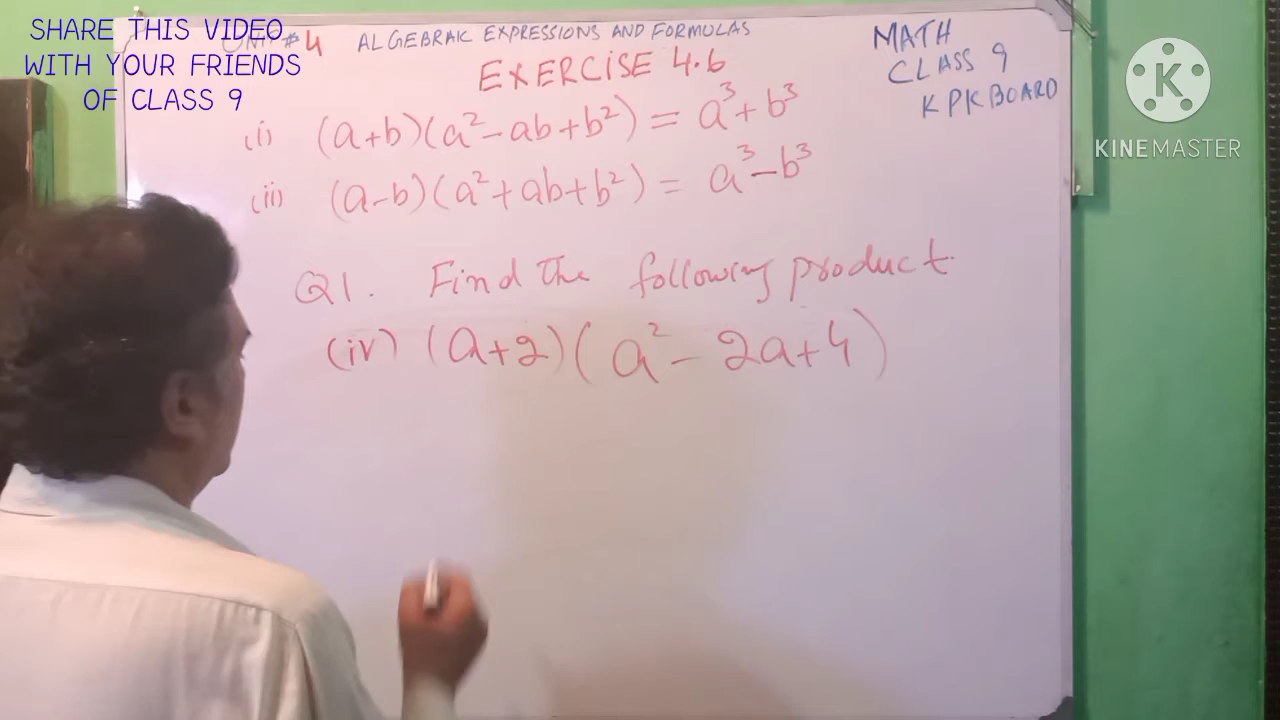 SHARE THIS VIDEO
WITH YOUR FRIENDS
OF CLASS 9
UNIT # 4 ALGEBRAIC EXPRESSIONS AND FORMULAS
EXERCISE 4.6
MATH
CLASS 9
KPK BOARD
K
KINEMASTER
(i) (a+b)(a²-ab+b²) = a³+b³
(ii) (a-b)(a²+ab+b²) = a³-b³
Q1. Find the following product.
(iv) (a+2)(a²-2a+4)